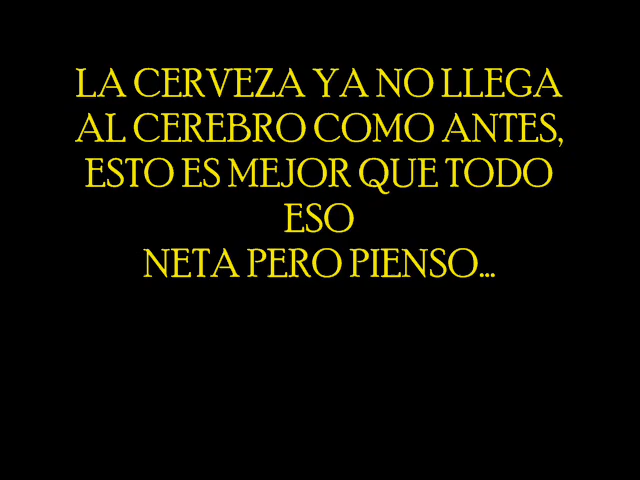 LA CERVEZA YA NO LLEGA
AL CEREBRO COMO ANTES,
ESTO ES MEJOR QUE TODO
ESO
NETA PERO PIENSO...